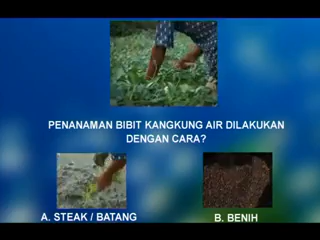 PENANAMAN BIBIT KANGKUNG AIR DILAKUKAN
DENGAN CARA?
A. STEAK / BATANG
B. BENIH